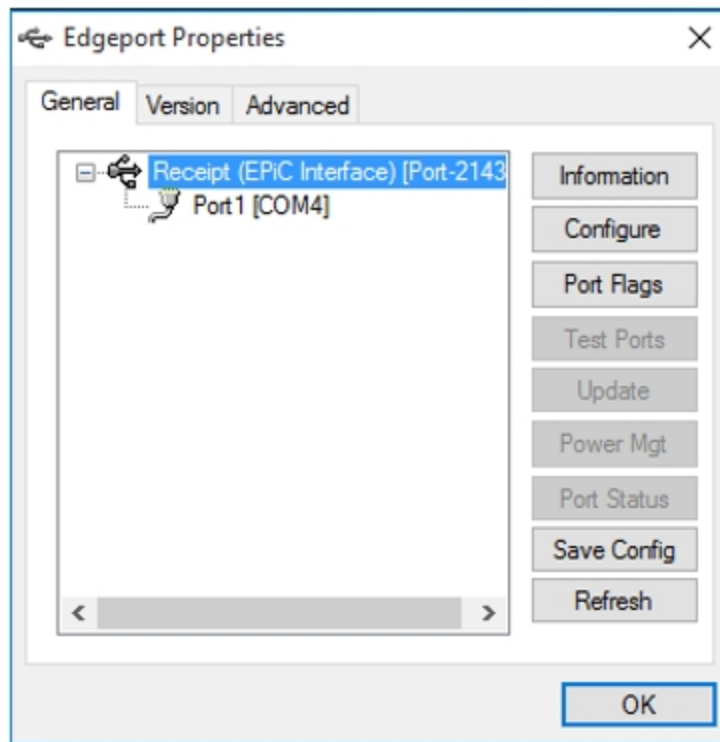 Edgeport Properties
General Version Advanced
Receipt (EPiC Interface) [Port-2143
Port1 [COM4]
Information
Configure
Port Flags
Test Ports
Update
Power Mgt
Port Status
Save Config
Refresh
OK